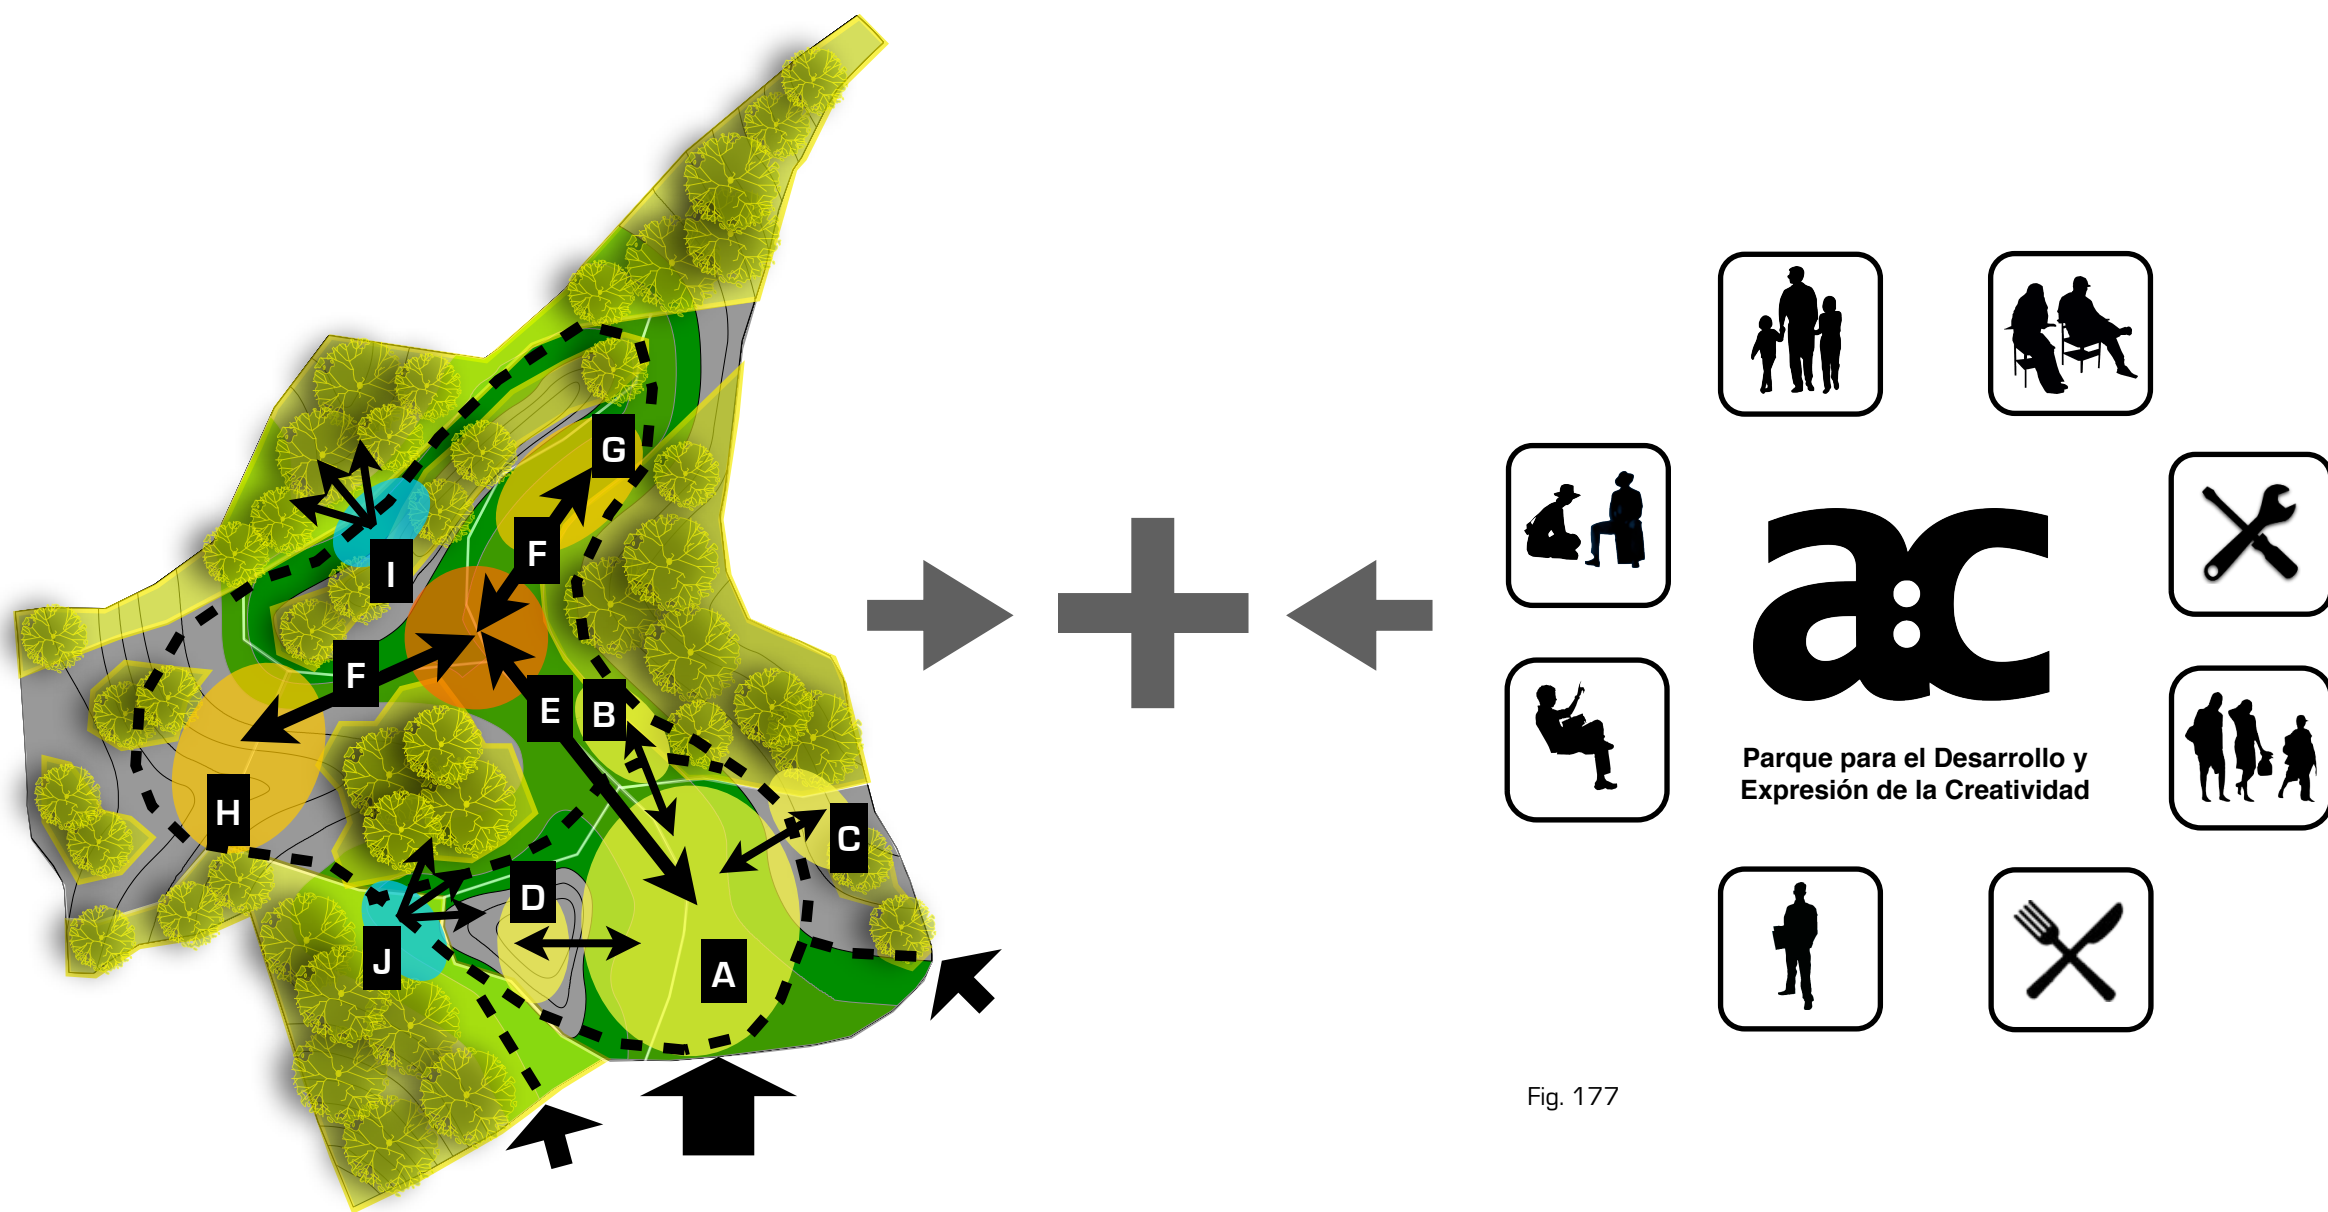 G
F
I
F
E
B
H
C
D
J
A
a:c
Parque para el Desarrollo y
Expresión de la Creatividad
Fig. 177